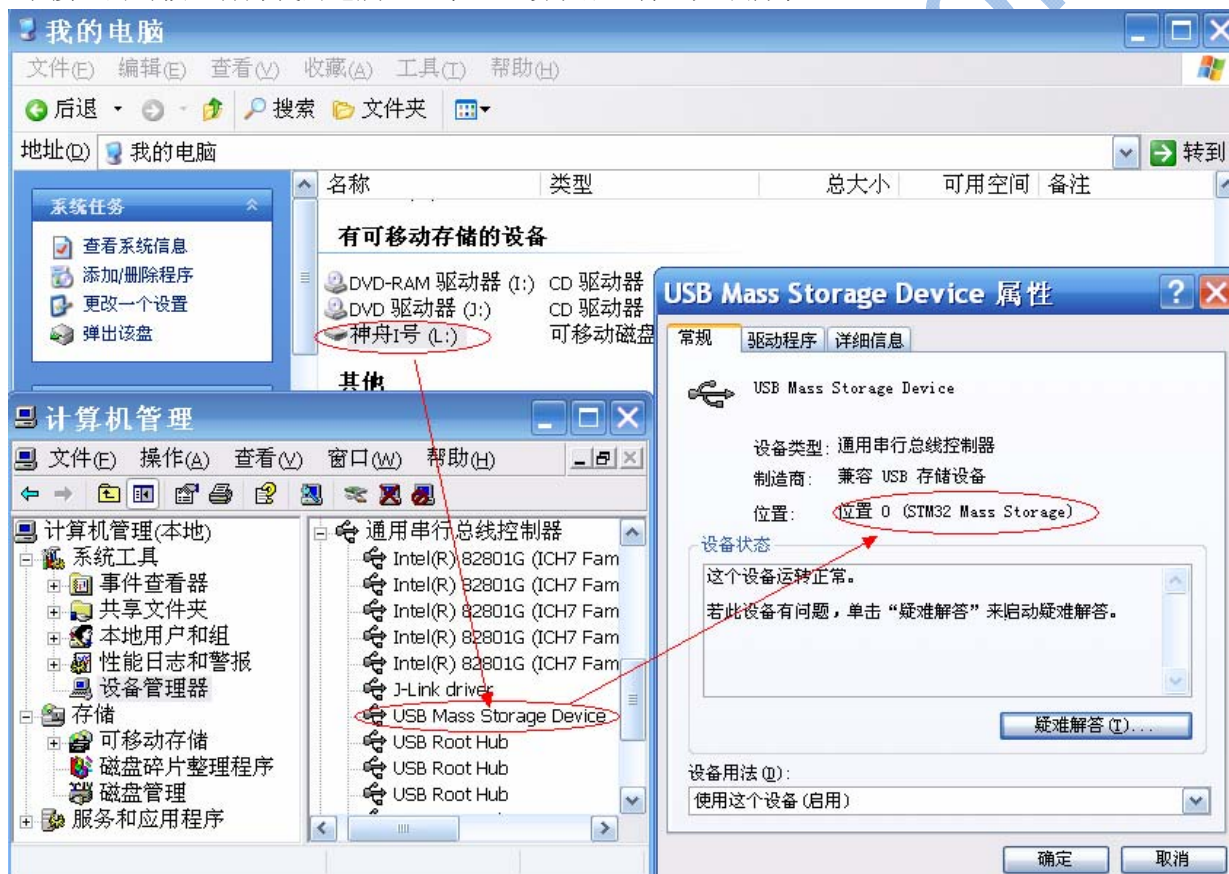 我的电脑
文件(E) 编辑(E) 查看(V) 收藏(A) 工具(T) 帮助(H)
后退 搜索 文件夹
地址(D) 我的电脑 转到
名称 类型 总大小 可用空间 备注
系统任务
查看系统信息
添加/删除程序
更改一个设置
弹出该盘
有可移动存储的设备
DVD-RAM 驱动器 (I:) CD 驱动器
DVD 驱动器 (J:) CD 驱动器
神舟I号 (L:) 可移动磁盘
其他
计算机管理
文件(E) 操作(A) 查看(V) 窗口(W) 帮助(H)
计算机管理(本地)
系统工具
事件查看器
共享文件夹
本地用户和组
性能日志和警报
设备管理器
存储
可移动存储
磁盘碎片整理程序
磁盘管理
服务和应用程序
通用串行总线控制器
Intel(R) 82801G (ICH7 Fam
Intel(R) 82801G (ICH7 Fam
Intel(R) 82801G (ICH7 Fam
Intel(R) 82801G (ICH7 Fam
Intel(R) 82801G (ICH7 Fam
J-Link driver
USB Mass Storage Device
USB Root Hub
USB Root Hub
USB Root Hub
USB Mass Storage Device 属性
常规 驱动程序 详细信息
USB Mass Storage Device
设备类型: 通用串行总线控制器
制造商: 兼容 USB 存储设备
位置: 位置 0 (STM32 Mass Storage)
设备状态
这个设备运转正常。
若此设备有问题，单击“疑难解答”来启动疑难解答。
疑难解答(T)...
设备用法(D):
使用这个设备(启用)
确定 取消